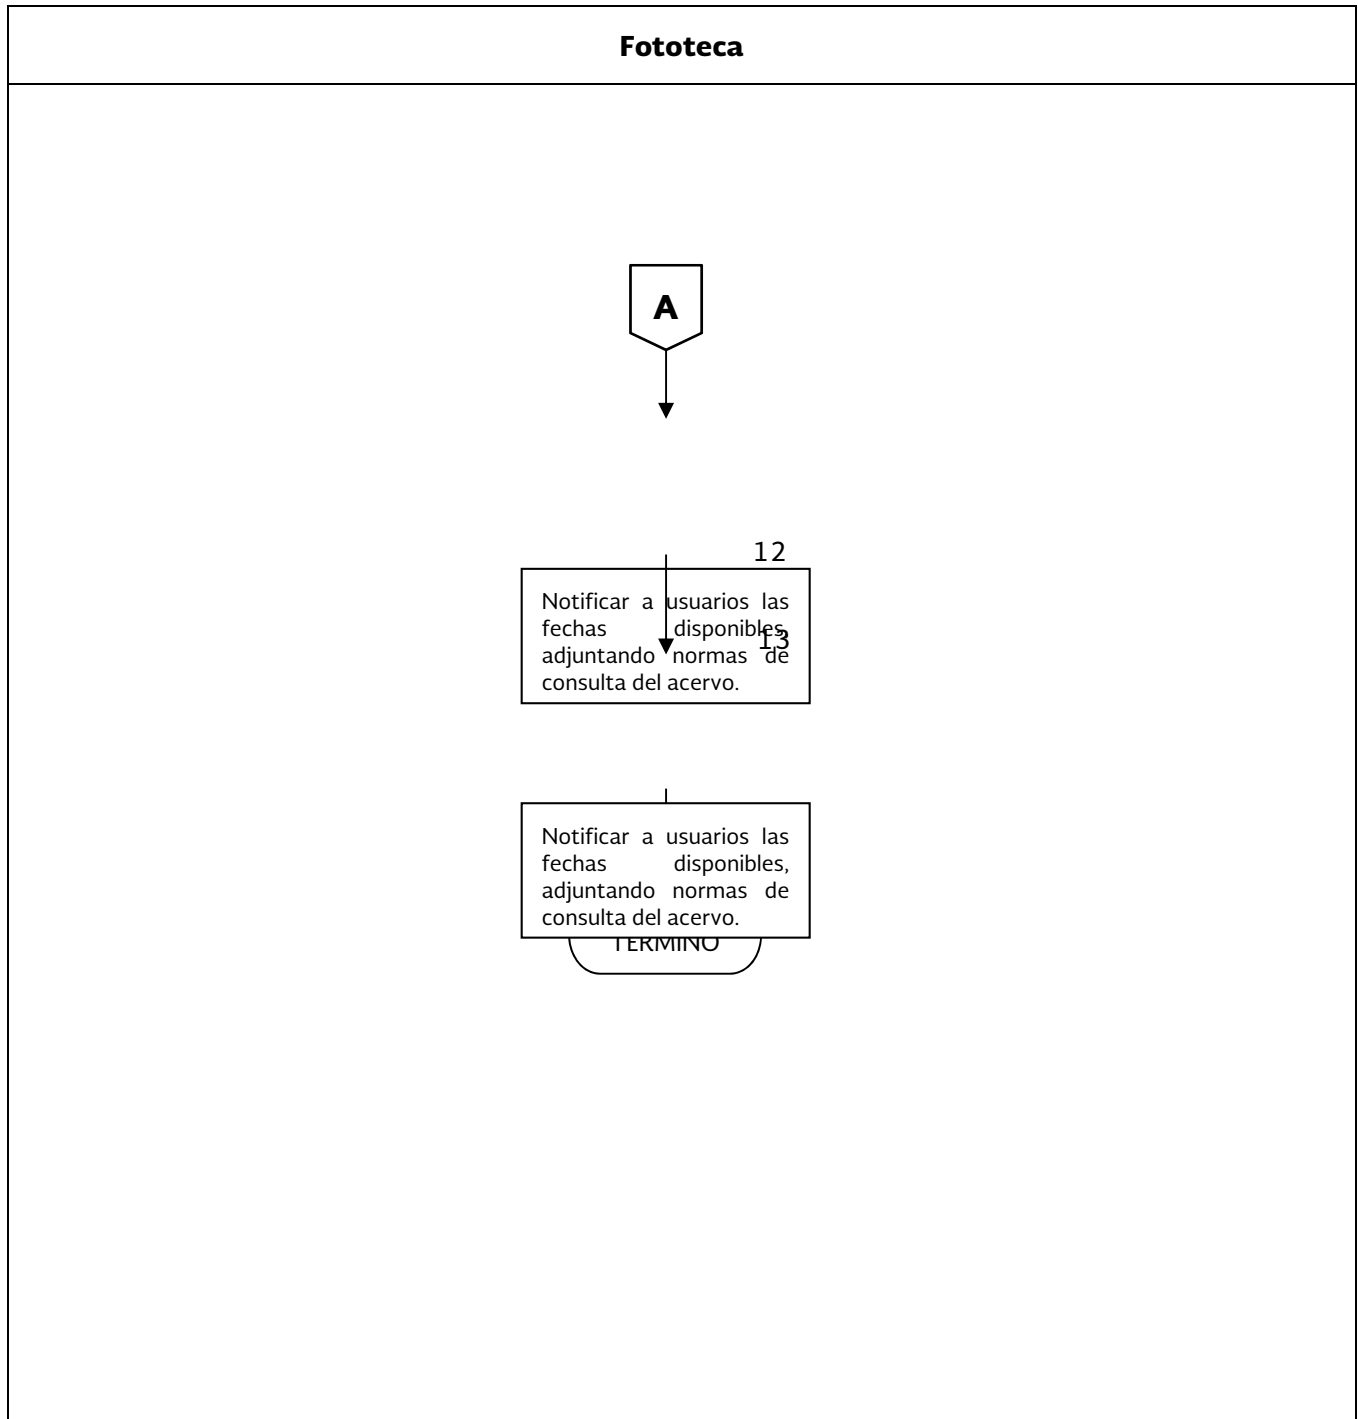 Fototeca
A
12
Notificar a usuarios las
fechas disponibles,
13
adjuntando normas de
consulta del acervo.
Notificar a usuarios las
fechas disponibles,
adjuntando normas de
consulta del acervo.
TERMINO